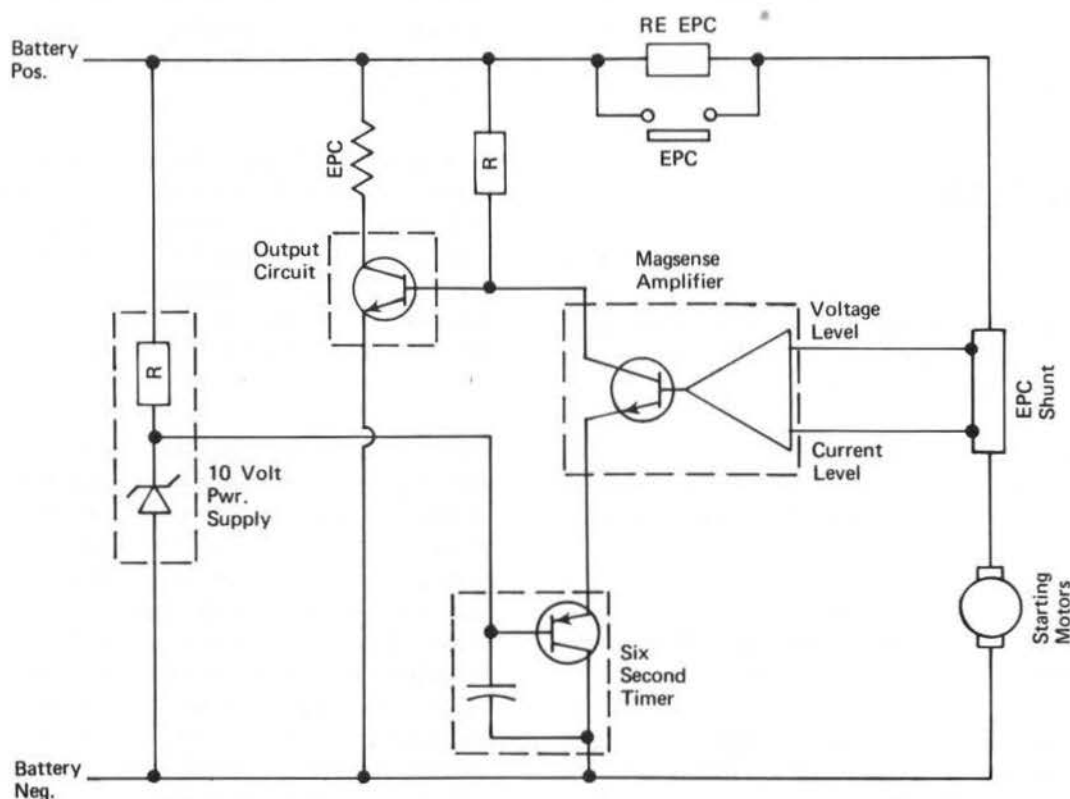 RE EPC
Battery
Pos.
EPC
EPC
R
Output
Circuit
Magsense
Amplifier
Voltage
Level
R
EPC
Shunt
Current
Level
10 Volt
Pwr.
Supply
Starting
Motors
Six
Second
Timer
Battery
Neg.